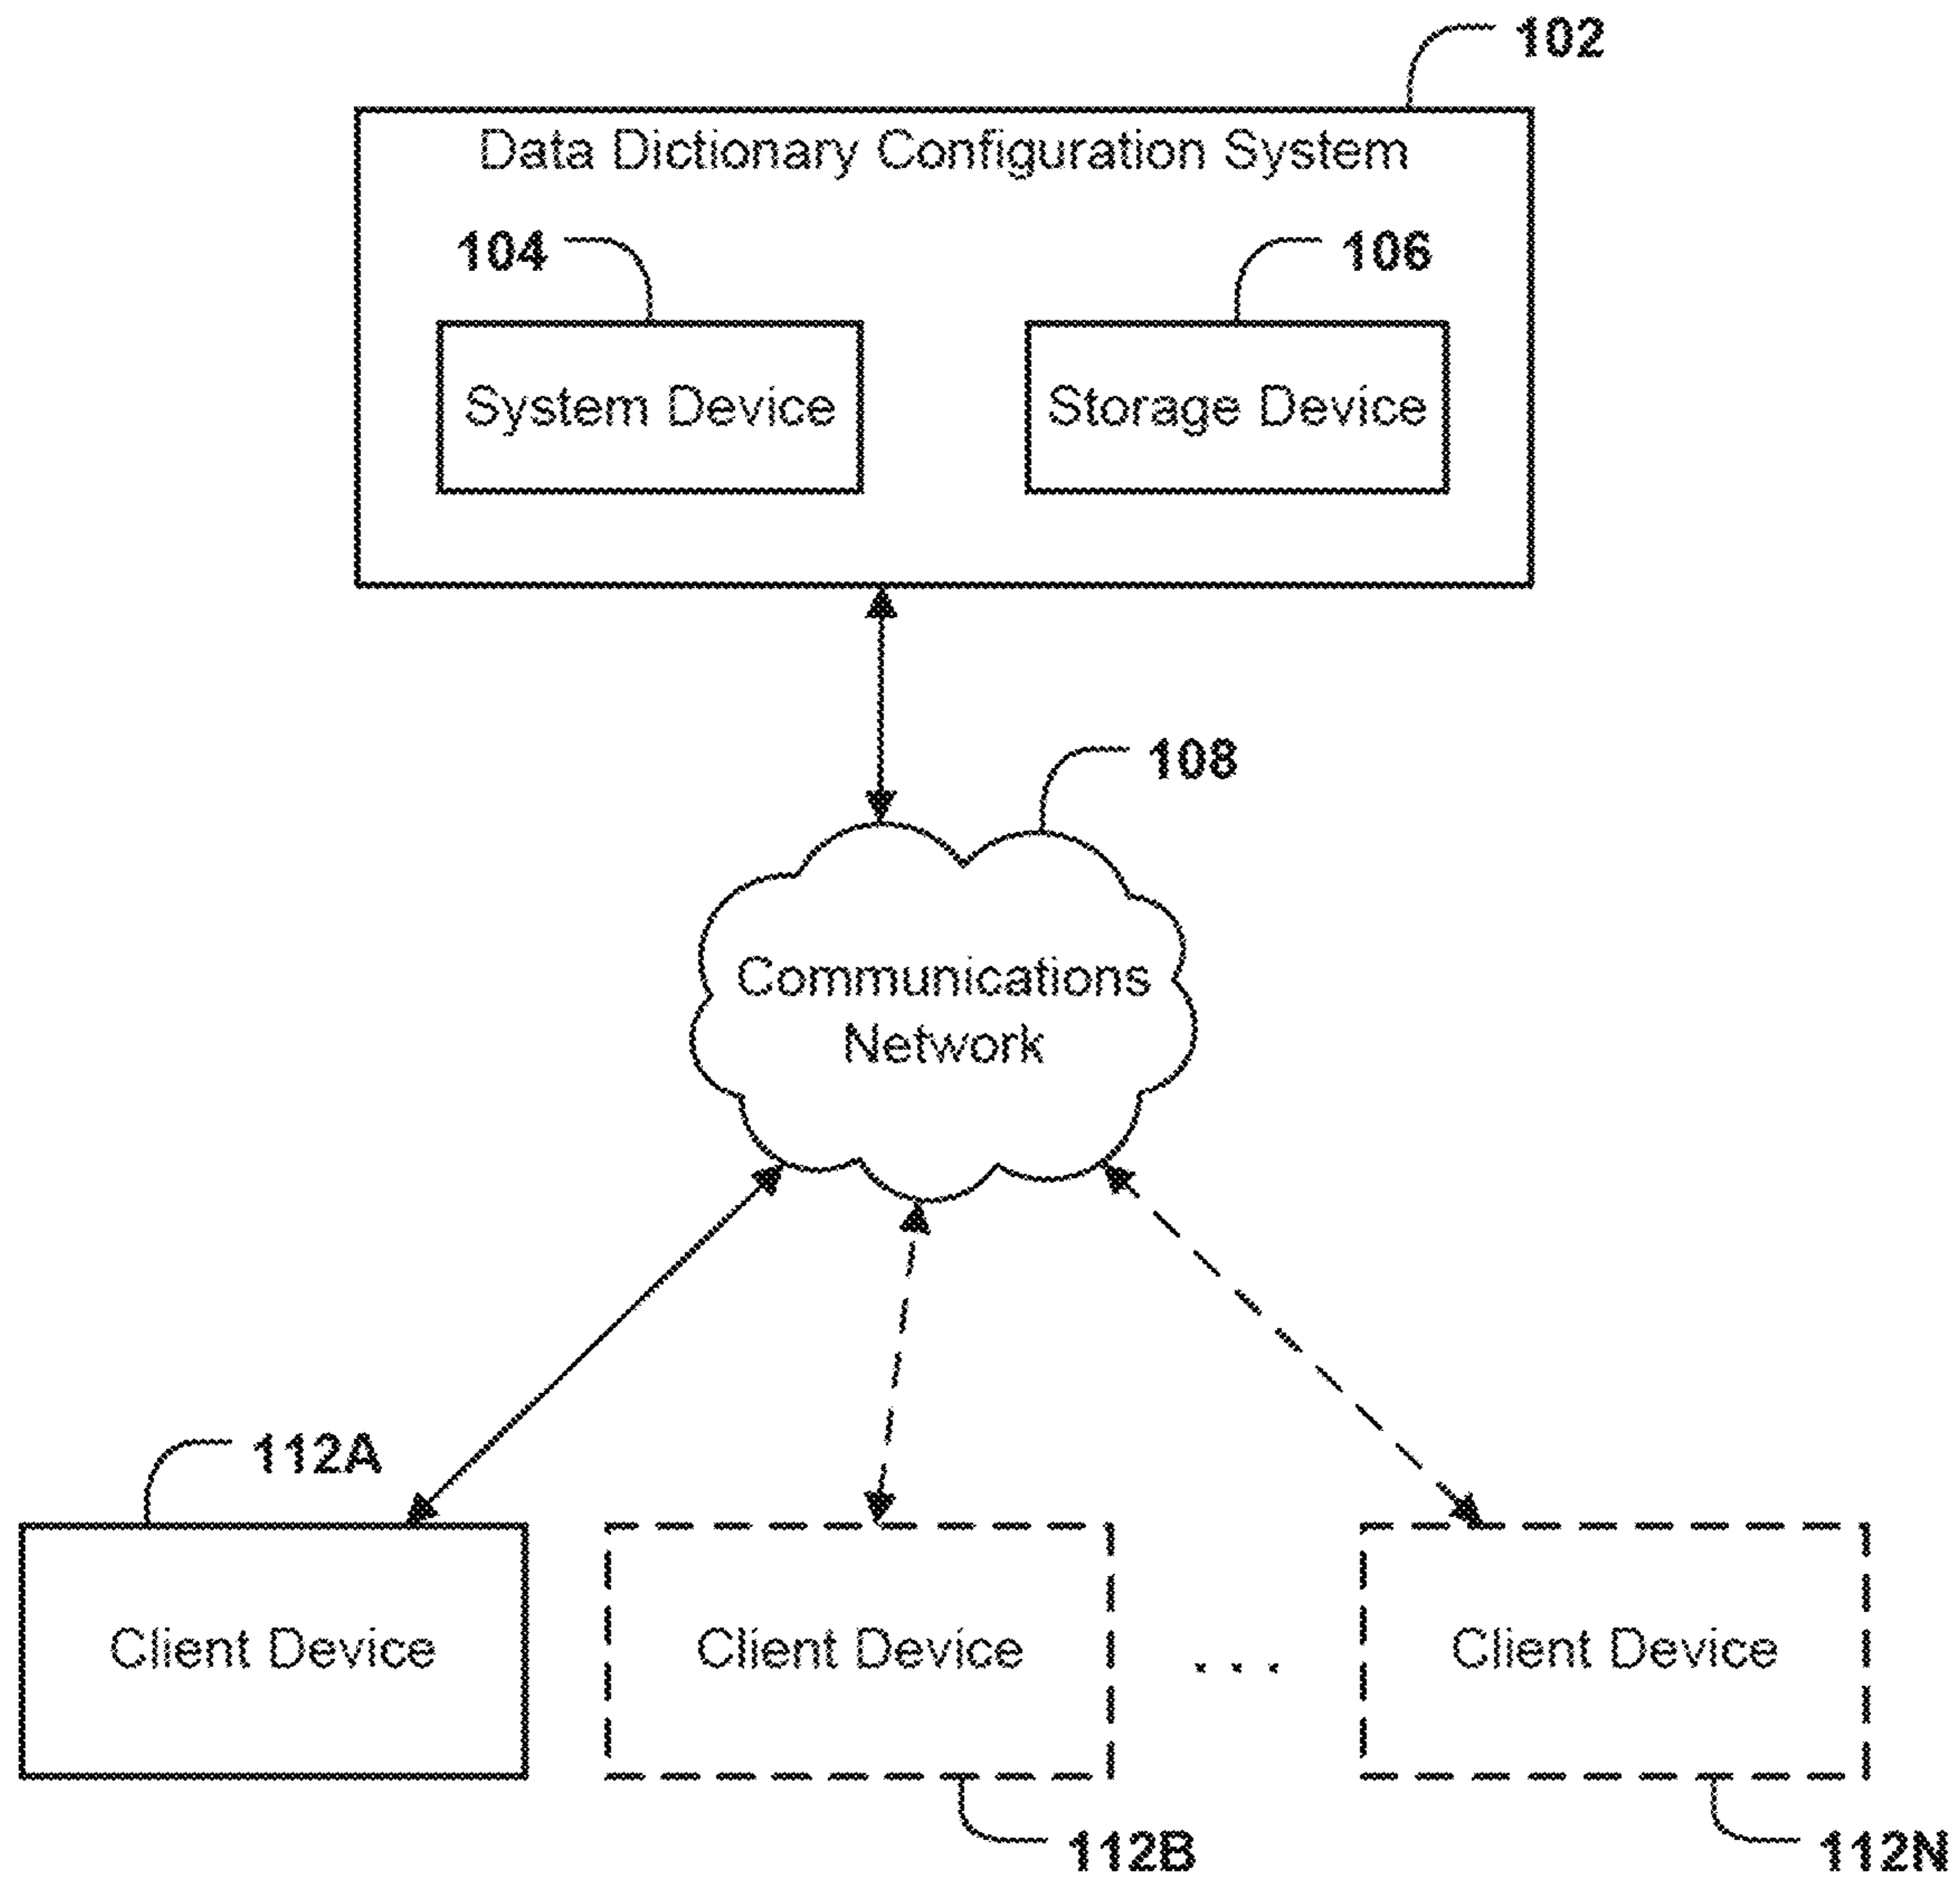 102
Data Dictionary Configuration System
104
106
System Device
Storage Device
108
Communications
Network
112A
Client Device
Client Device
. . .
Client Device
112B
112N